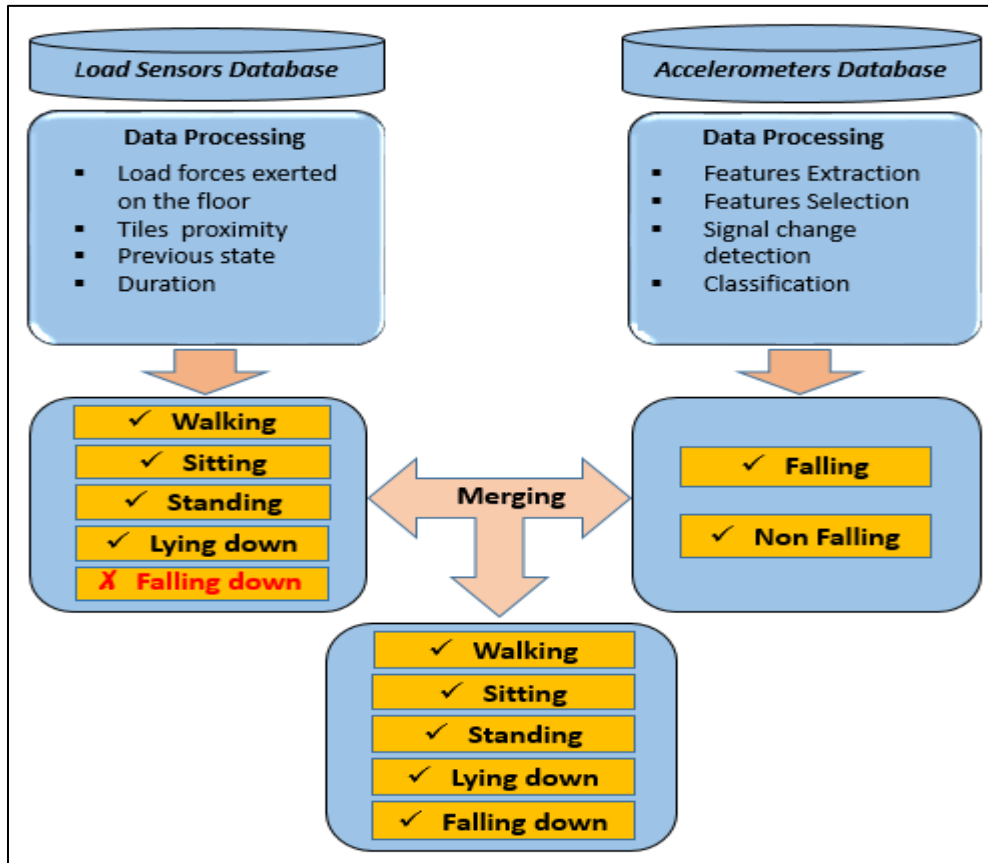 Load Sensors Database
Data Processing
▪ Load forces exerted
on the floor
▪ Tiles proximity
▪ Previous state
▪ Duration
Accelerometers Database
Data Processing
▪ Features Extraction
▪ Features Selection
▪ Signal change
detection
▪ Classification
✓ Walking
✓ Sitting
✓ Standing
✓ Lying down
✗ Falling down
Merging
✓ Falling
✓ Non Falling
✓ Walking
✓ Sitting
✓ Standing
✓ Lying down
✓ Falling down